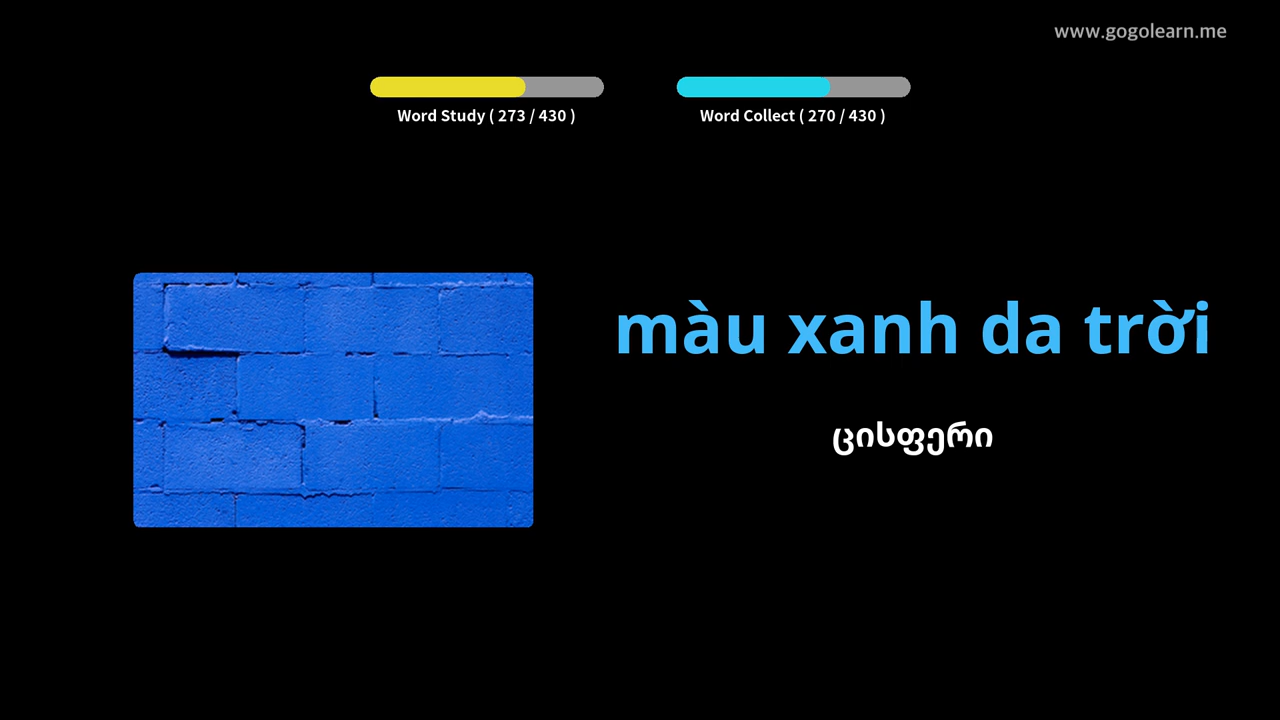 www.gogolearn.me
Word Study ( 273 / 430 )
Word Collect ( 270 / 430 )
màu xanh da trời
ცისფერი